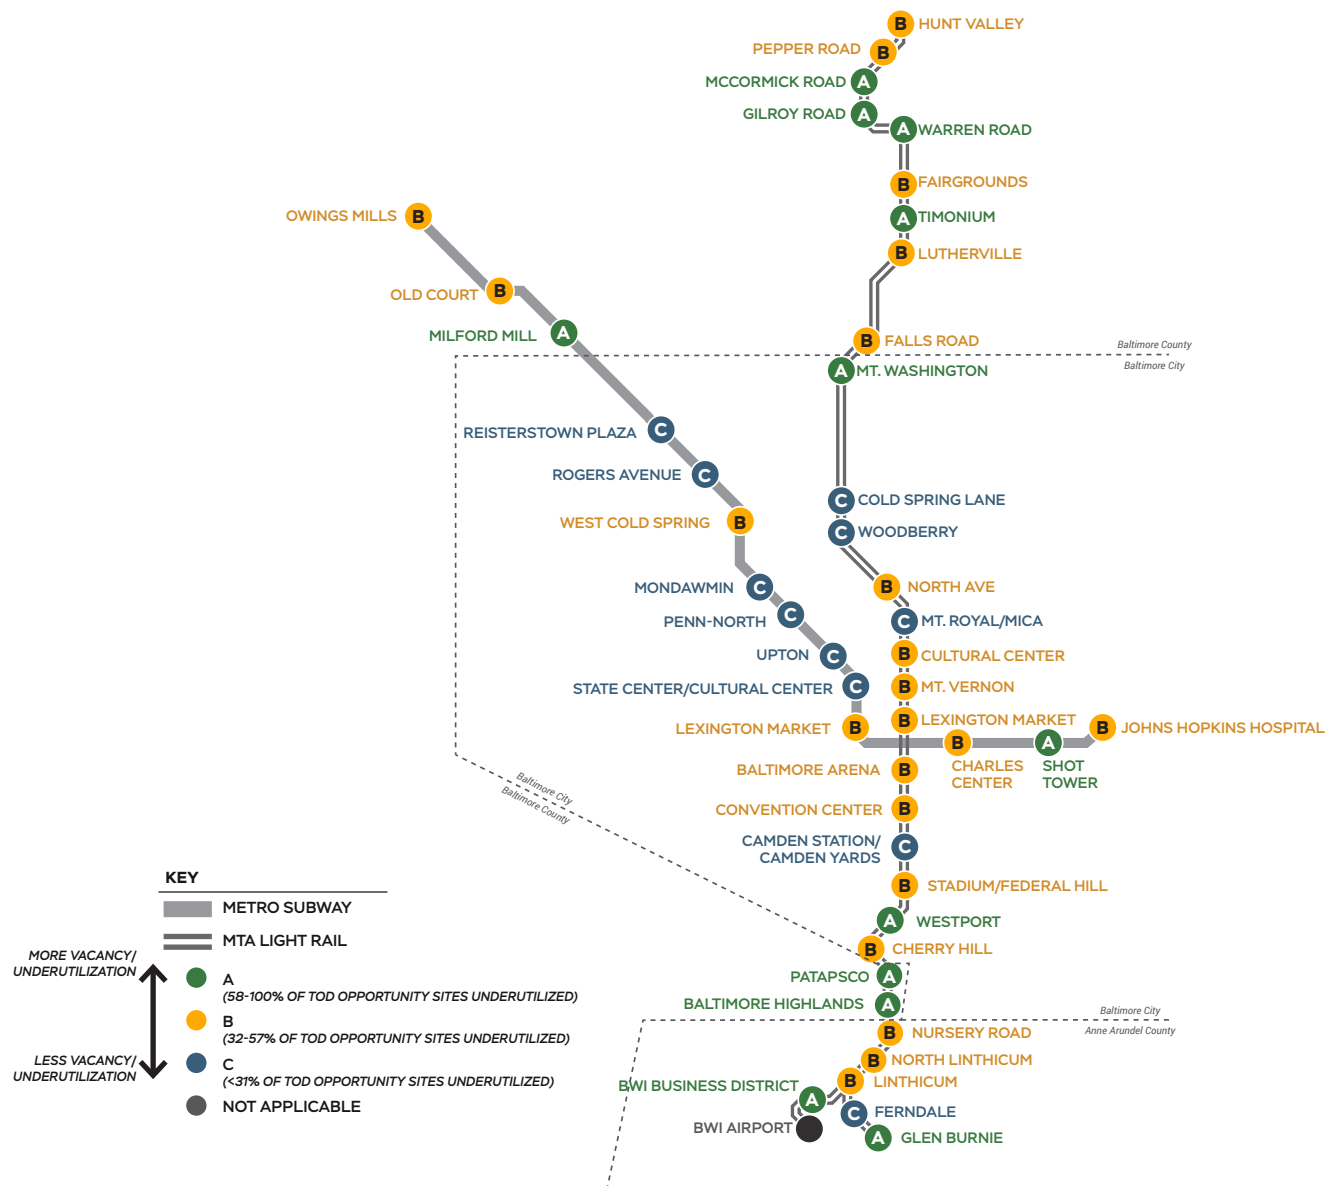 B HUNT VALLEY
PEPPER ROAD B
MCCORMICK ROAD A
GILROY ROAD A
A WARREN ROAD
B FAIRGROUNDS
OWINGS MILLS B
A TIMONIUM
B LUTHERVILLE
OLD COURT B
MILFORD MILL A
B FALLS ROAD
Baltimore County
Baltimore City
A MT. WASHINGTON
REISTERSTOWN PLAZA C
ROGERS AVENUE C
C COLD SPRING LANE
WEST COLD SPRING B
C WOODBERRY
MONDAWMIN C
B NORTH AVE
PENN-NORTH C
C MT. ROYAL/MICA
UPTON C
B CULTURAL CENTER
STATE CENTER/CULTURAL CENTER C
B MT. VERNON
LEXINGTON MARKET B
B LEXINGTON MARKET
B JOHNS HOPKINS HOSPITAL
B
CHARLES
CENTER
A
SHOT
TOWER
BALTIMORE ARENA B
Baltimore City
Baltimore County
CONVENTION CENTER B
CAMDEN STATION/
CAMDEN YARDS
C
B STADIUM/FEDERAL HILL
A WESTPORT
B CHERRY HILL
PATAPSCO A
BALTIMORE HIGHLANDS A
Baltimore City
Anne Arundel County
B NURSERY ROAD
B NORTH LINTHICUM
B LINTHICUM
BWI BUSINESS DISTRICT A
C FERNDALE
BWI AIRPORT
A GLEN BURNIE
KEY
METRO SUBWAY
MTA LIGHT RAIL
MORE VACANCY/
UNDERUTILIZATION
A
(58-100% OF TOD OPPORTUNITY SITES UNDERUTILIZED)
B
(32-57% OF TOD OPPORTUNITY SITES UNDERUTILIZED)
LESS VACANCY/
UNDERUTILIZATION
C
(<31% OF TOD OPPORTUNITY SITES UNDERUTILIZED)
NOT APPLICABLE